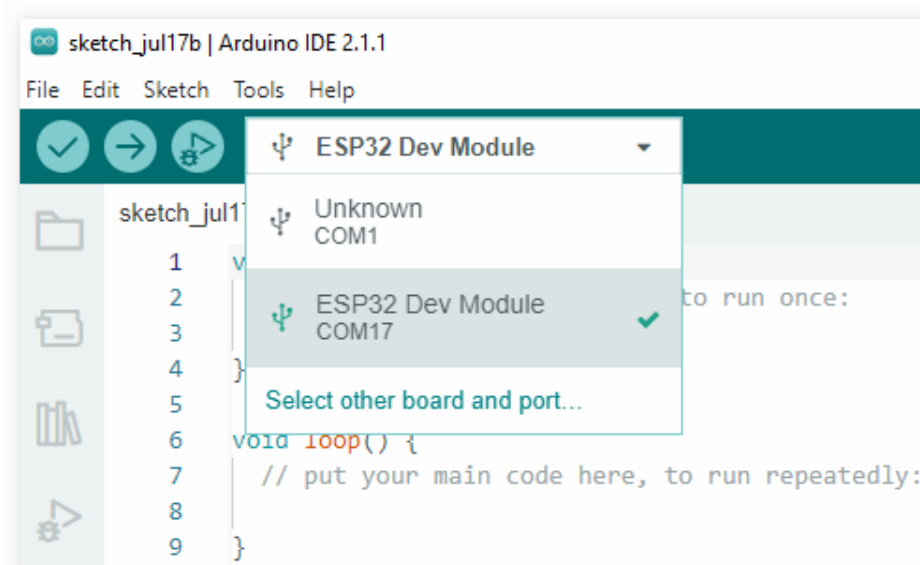 sketch_jul17b | Arduino IDE 2.1.1
File Edit Sketch Tools Help
ESP32 Dev Module
sketch_jul1
Unknown
COM1
1 v
2 to run once:
ESP32 Dev Module
COM17
3
4 }
5
Select other board and port...
6 void loop() {
7 // put your main code here, to run repeatedly:
8
9 }